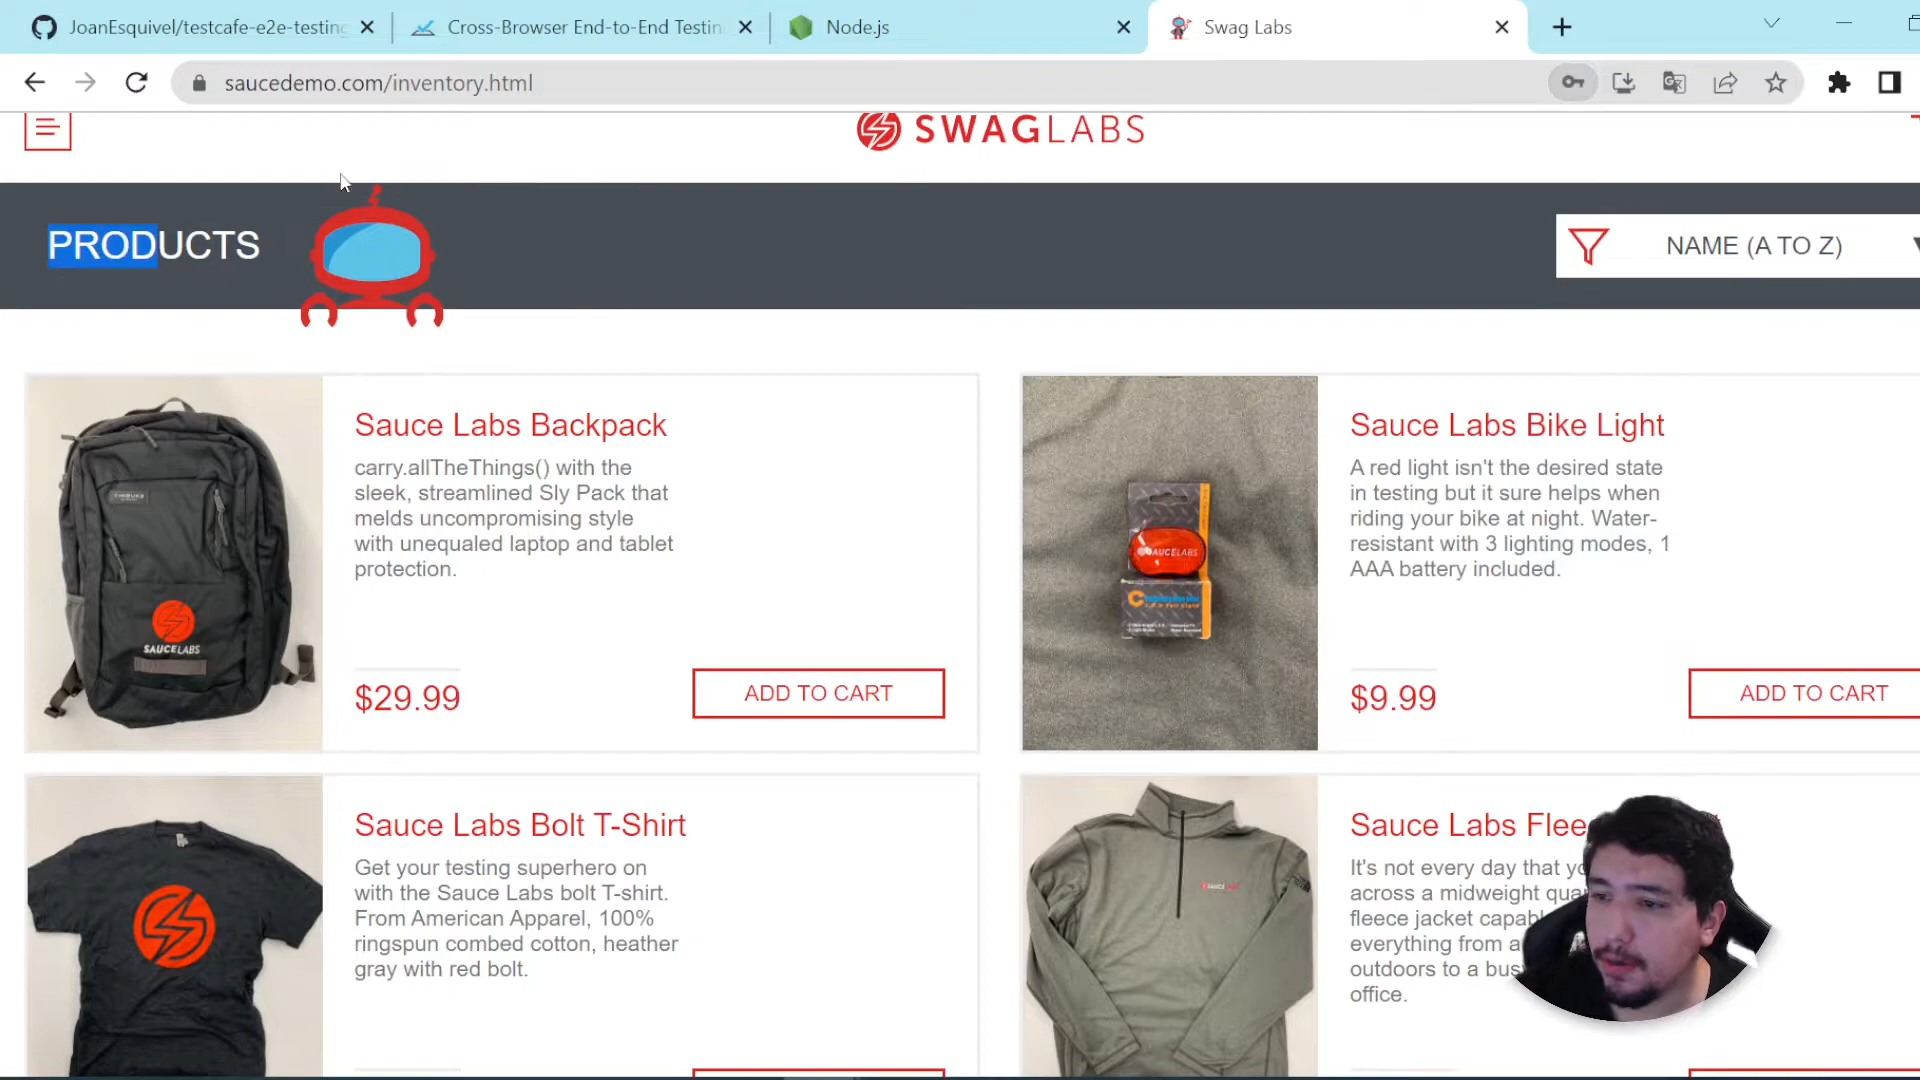 JoanEsquivel/testcafe-e2e-testing
Cross-Browser End-to-End Testin
Node.js
Swag Labs
saucedemo.com/inventory.html
SWAGLABS
PRODUCTS
NAME (A TO Z)
Sauce Labs Backpack
carry.allTheThings() with the
sleek, streamlined Sly Pack that
melds uncompromising style
with unequaled laptop and tablet
protection.
$29.99
ADD TO CART
SAUCELABS
Sauce Labs Bike Light
A red light isn't the desired state
in testing but it sure helps when
riding your bike at night. Water-
resistant with 3 lighting modes, 1
AAA battery included.
$9.99
ADD TO CART
SAUCELABS
Sauce Labs Bolt T-Shirt
Get your testing superhero on
with the Sauce Labs bolt T-shirt.
From American Apparel, 100%
ringspun combed cotton, heather
gray with red bolt.
Sauce Labs Flee
It's not every day that yo
across a midweight qua
fleece jacket capab
everything from a
outdoors to a bus
office.